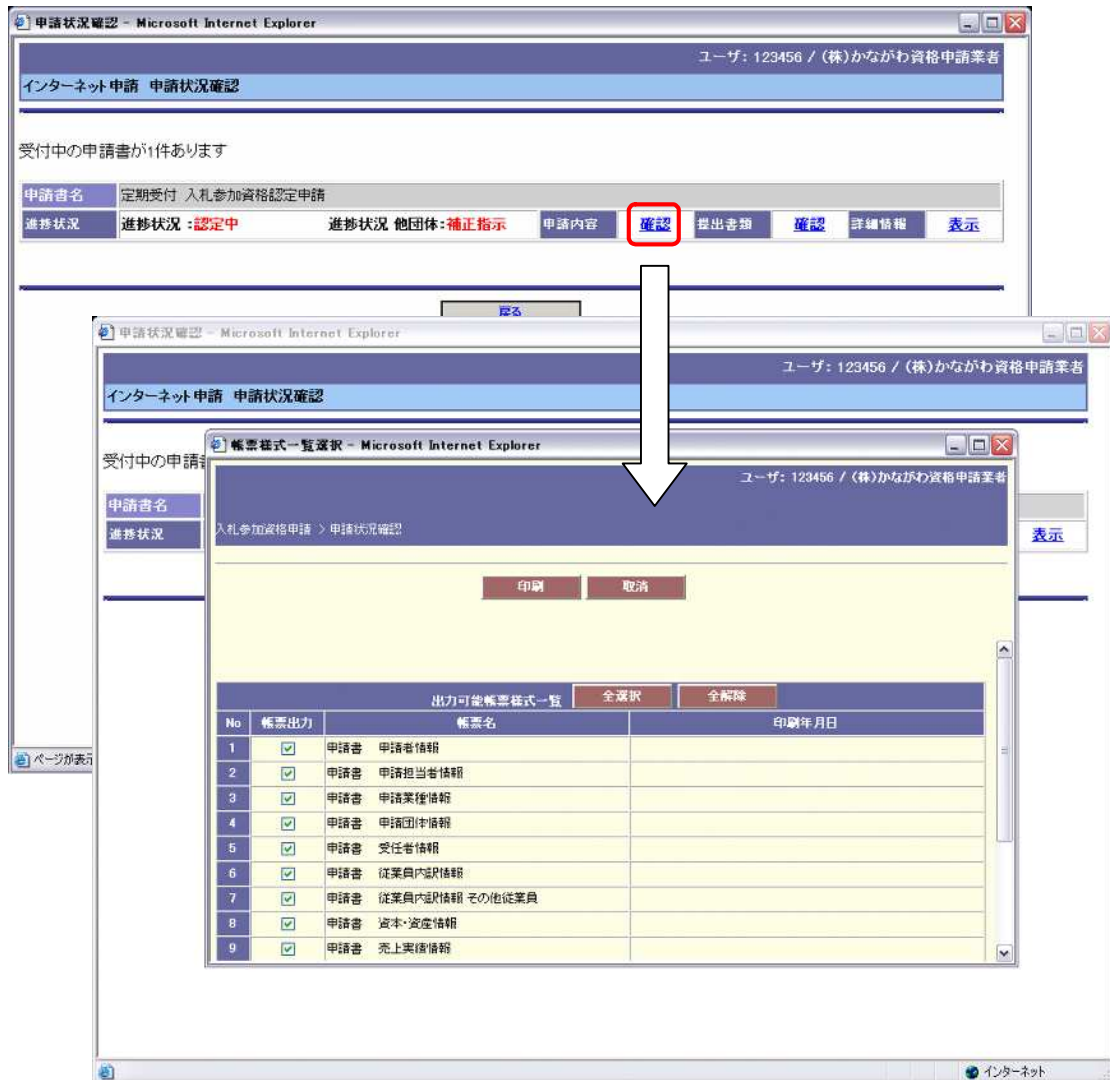 申請状況確認 - Microsoft Internet Explorer
ユーザ: 123456 / (株)かながわ資格申請業者
インターネット申請 申請状況確認
受付中の申請書が1件あります
申請書名 定期受付 入札参加資格認定申請
進捗状況 進捗状況 :認定中 進捗状況 他団体:補正指示 申請内容 確認 提出書類 確認 詳細情報 表示
戻る
申請状況確認 - Microsoft Internet Explorer
ユーザ: 123456 / (株)かながわ資格申請業者
インターネット申請 申請状況確認
受付中の申請
申請書名
進捗状況 表示
帳票様式一覧選択 - Microsoft Internet Explorer
ユーザ: 123456 / (株)かながわ資格申請業者
入札参加資格申請 > 申請状況確認
印刷 取消
出力可能帳票様式一覧 全選択 全解除
No 帳票出力 帳票名 印刷年月日
1 申請書 申請者情報
2 申請書 申請担当者情報
3 申請書 申請業種情報
4 申請書 申請団体情報
5 申請書 受任者情報
6 申請書 従業員内訳情報
7 申請書 従業員内訳情報 その他従業員
8 申請書 資本・資産情報
9 申請書 売上実績情報
ページが表示
インターネット